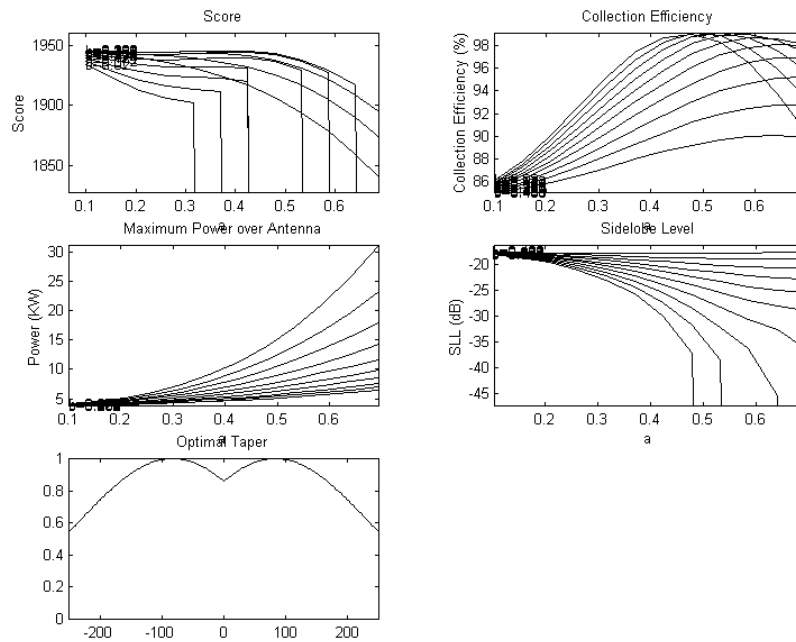 Score
1950
1900
1850
Score
0.1 0.2 0.3 0.4 0.5 0.6
a
Collection Efficiency
98
96
94
92
90
88
86
Collection Efficiency (%)
0.1 0.2 0.3 0.4 0.5 0.6
a
Maximum Power over Antenna
30
25
20
15
10
5
Power (KW)
0.1 0.2 0.3 0.4 0.5 0.6
a
Sidelobe Level
-20
-25
-30
-35
-40
-45
SLL (dB)
0.2 0.3 0.4 0.5 0.6
a
Optimal Taper
1
0.8
0.6
0.4
0.2
0
-200 -100 0 100 200